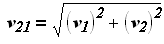 v₂₁ = √((v₁)² + (v₂)²)